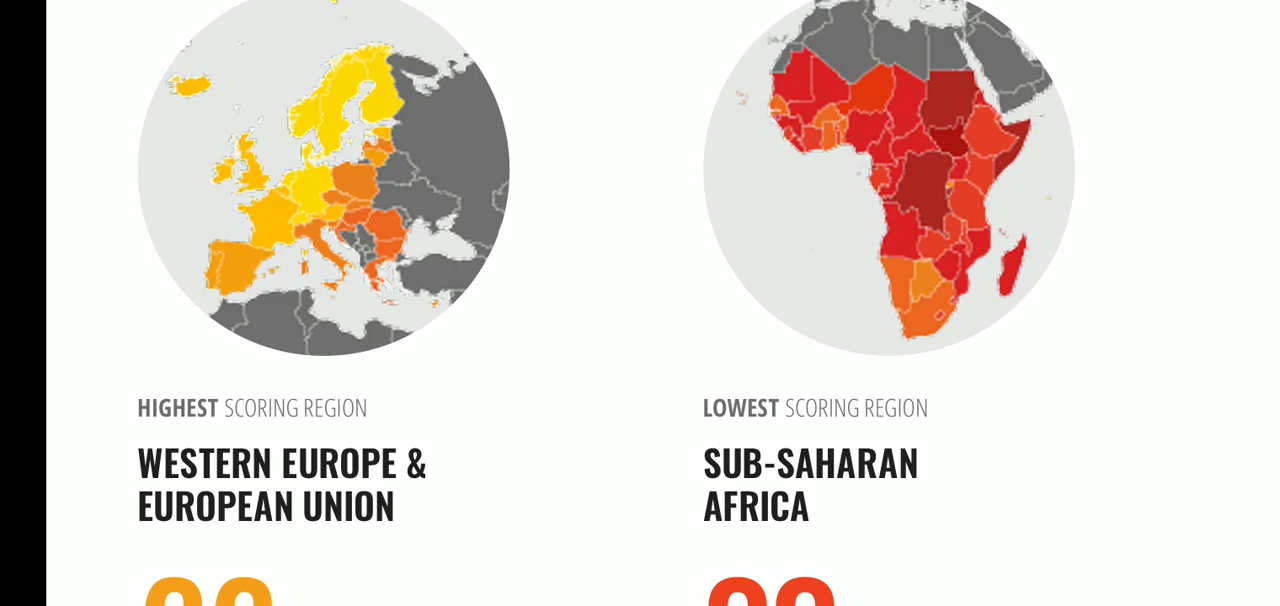 HIGHEST SCORING REGION
LOWEST SCORING REGION
WESTERN EUROPE &
EUROPEAN UNION
SUB-SAHARAN
AFRICA